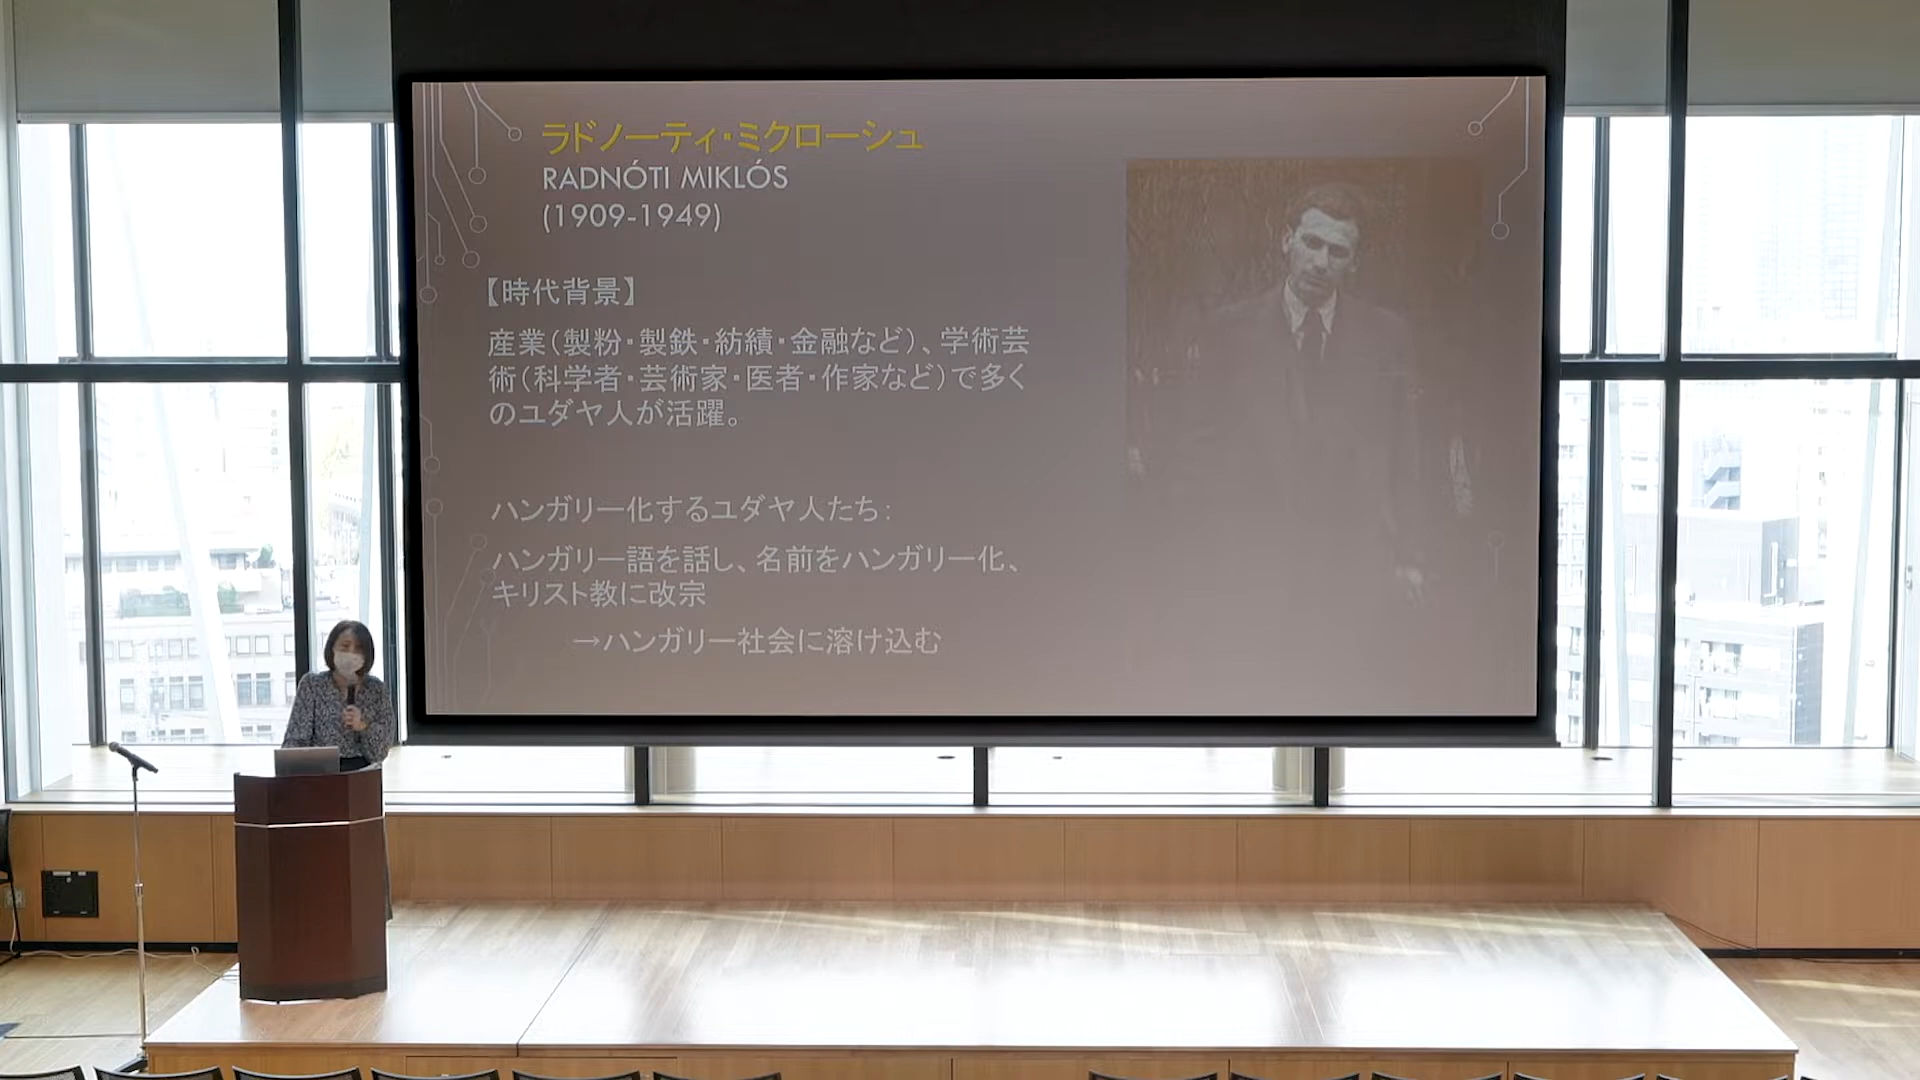 ラドノーティ・ミクローシュ
RADNÓTI MIKLÓS
(1909-1949)
【時代背景】
産業(製粉・製鉄・紡績・金融など)、学術芸
術(科学者・芸術家・医者・作家など)で多く
のユダヤ人が活躍。
ハンガリー化するユダヤ人たち:
ハンガリー語を話し、名前をハンガリー化、
キリスト教に改宗
→ハンガリー社会に溶け込む